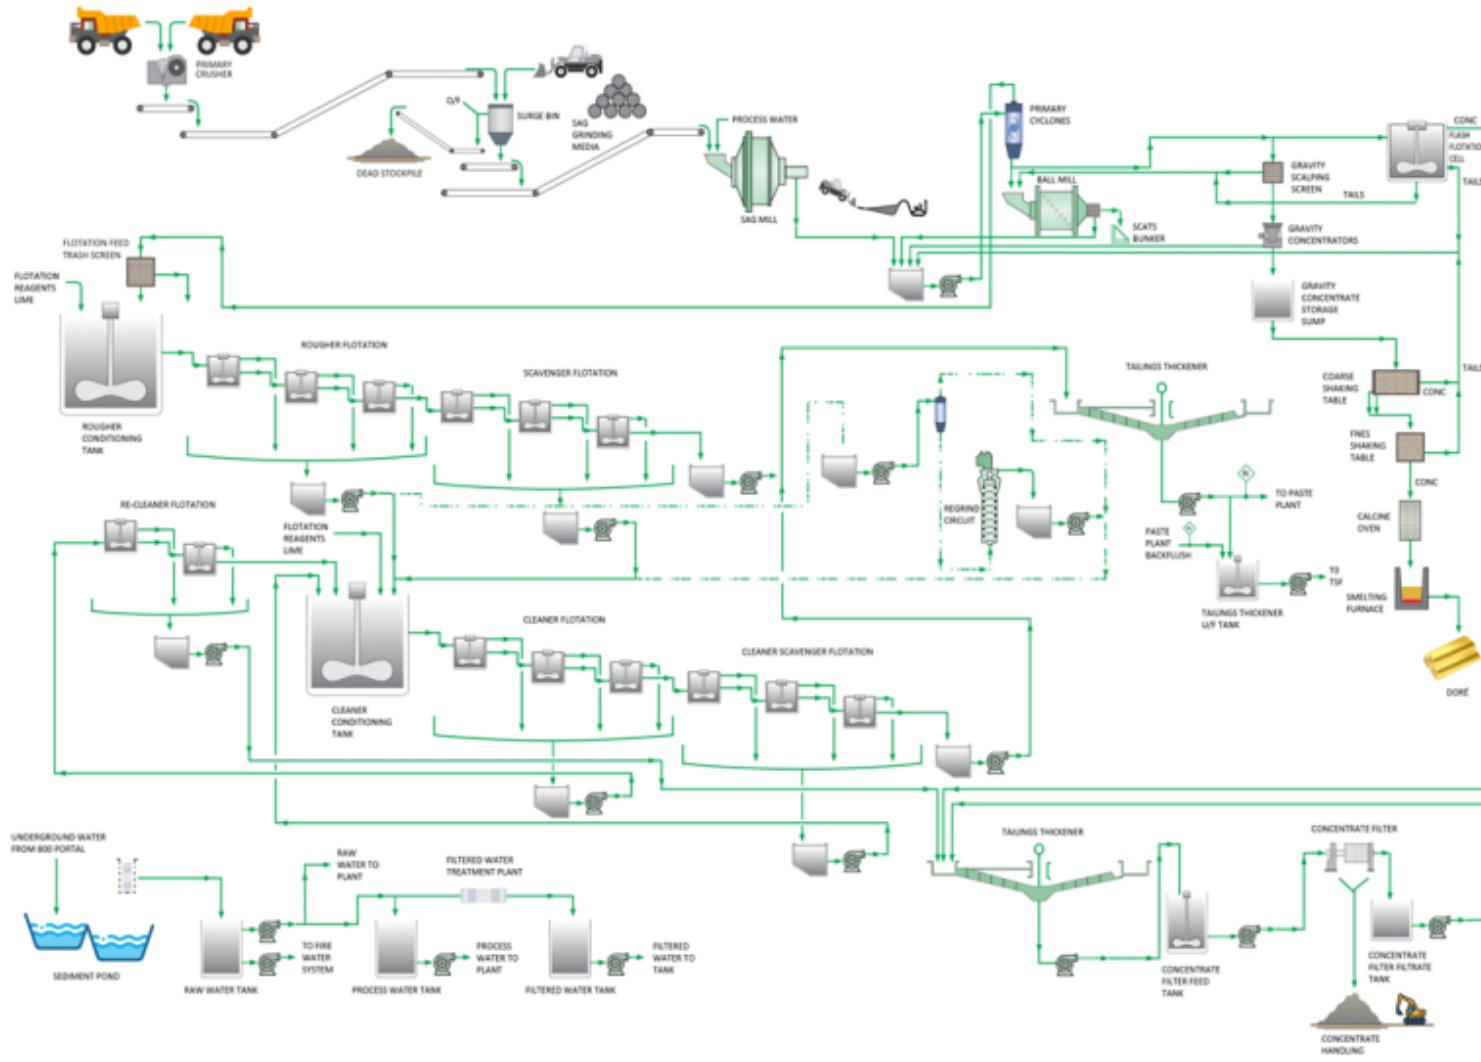 PRIMARY
CRUSHER
O/F
SURGE BIN
SAG
GRINDING
MEDIA
DEAD STOCKPILE
PROCESS WATER
SAG MILL
PRIMARY
CYCLONES
BALL MILL
SCATS
BUNKER
GRAVITY
SCALPING
SCREEN
TAILS
CONC
FLASH
FLOTATIO
CELL
TAILS
GRAVITY
CONCENTRATORS
GRAVITY
CONCENTRATE
STORAGE
SUMP
FLOTATION FEED
TRASH SCREEN
FLOTATION
REAGENTS
LIME
ROUGHER FLOTATION
SCAVENGER FLOTATION
ROUGHER
CONDITIONING
TANK
TAILINGS THICKENER
COARSE
SHAKING
TABLE
CONC
TAILS
FNES
SHAKING
TABLE
CONC
CALCINE
OVEN
SMELTING
FURNACE
DORÉ
REGRIND
CIRCUIT
TO PASTE
PLANT
PASTE
PLANT
BACKFLUSH
TO
TSF
TAILINGS THICKENER
U/F TANK
RE-CLEANER FLOTATION
FLOTATION
REAGENTS
LIME
CLEANER FLOTATION
CLEANER SCAVENGER FLOTATION
CLEANER
CONDITIONING
TANK
UNDERGROUND WATER
FROM 800 PORTAL
SEDIMENT POND
RAW
WATER TO
PLANT
FILTERED WATER
TREATMENT PLANT
TO FIRE
WATER
SYSTEM
RAW WATER TANK
PROCESS
WATER TO
PLANT
PROCESS WATER TANK
FILTERED
WATER TO
TANK
FILTERED WATER TANK
TAILINGS THICKENER
CONCENTRATE
FILTER FEED
TANK
CONCENTRATE FILTER
CONCENTRATE
FILTER FILTRATE
TANK
CONCENTRATE
HANDLING